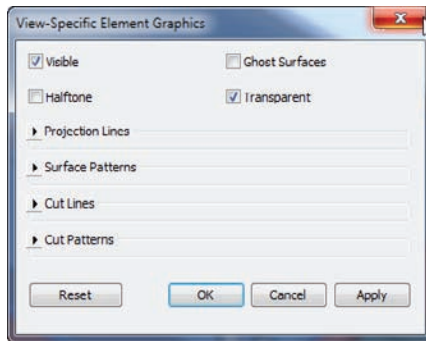 View-Specific Element Graphics
Visible
Ghost Surfaces
Halftone
Transparent
Projection Lines
Surface Patterns
Cut Lines
Cut Patterns
Reset
OK
Cancel
Apply